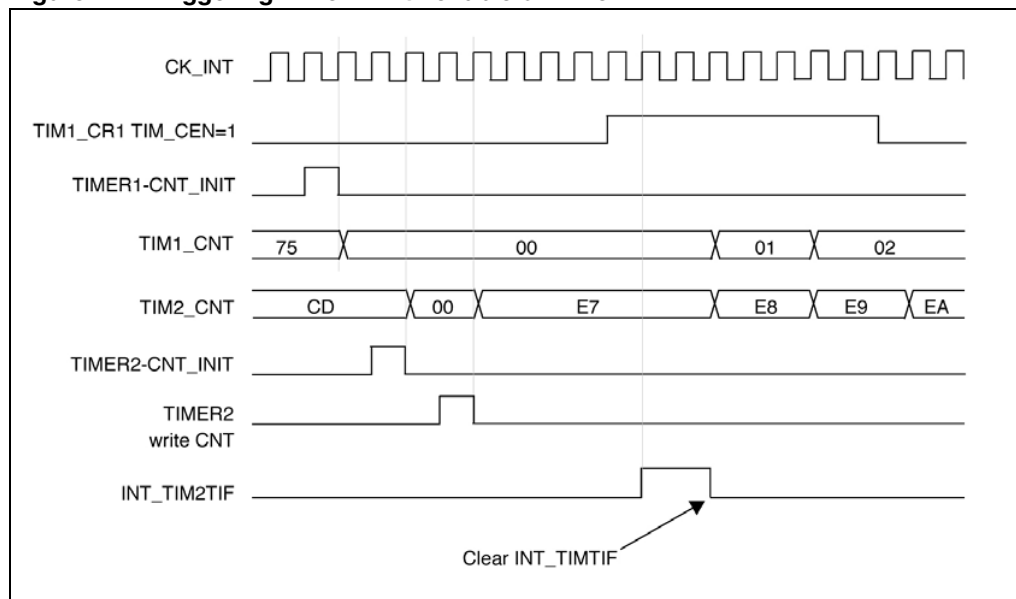 CK_INT
TIM1_CR1 TIM_CEN=1
TIMER1-CNT_INIT
TIM1_CNT 75 00 01 02
TIM2_CNT CD 00 E7 E8 E9 EA
TIMER2-CNT_INIT
TIMER2
write CNT
INT_TIM2TIF
Clear INT_TIMTIF